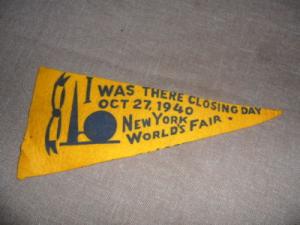 I WAS THERE CLOSING DAY
OCT 27, 1940
NEW YORK
WORLD'S FAIR